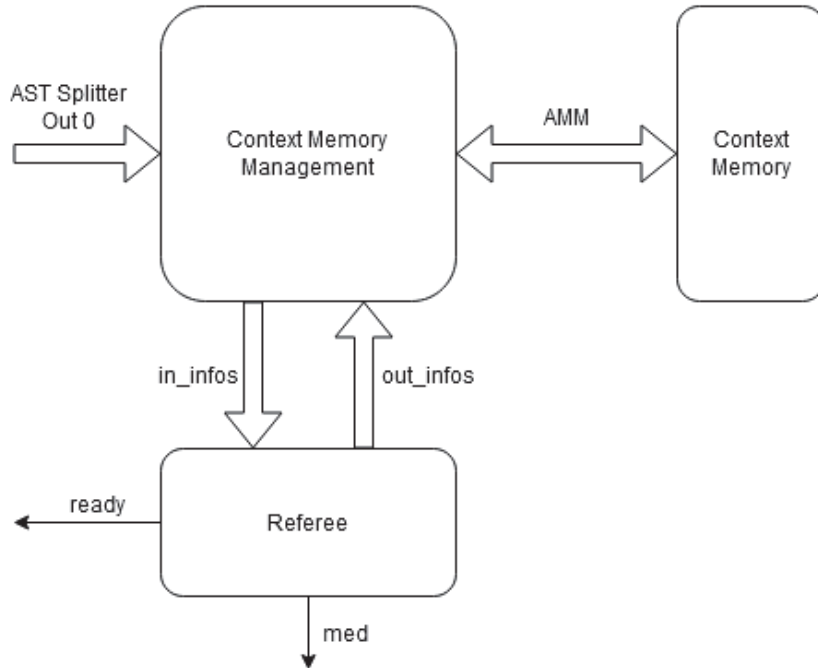 AST Splitter
Out 0
Context Memory
Management
AMM
Context
Memory
in_infos
out_infos
ready
Referee
med